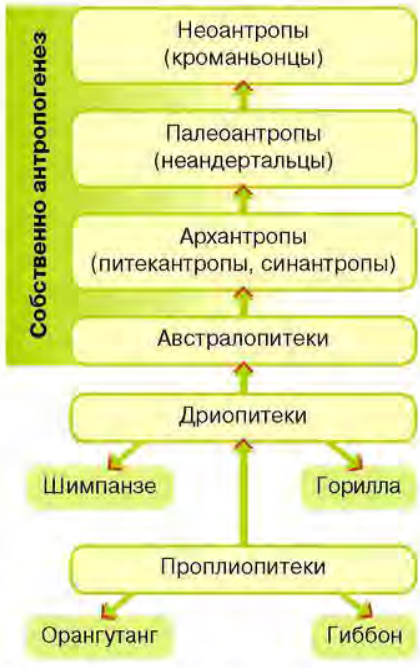 Собственно антропогенез
Неоантропы
(кроманьонцы)
Палеоантропы
(неандертальцы)
Архантропы
(питекантропы, синантропы)
Австралопитеки
Дриопитеки
Шимпанзе
Горилла
Проплиопитеки
Орангутанг
Гиббон